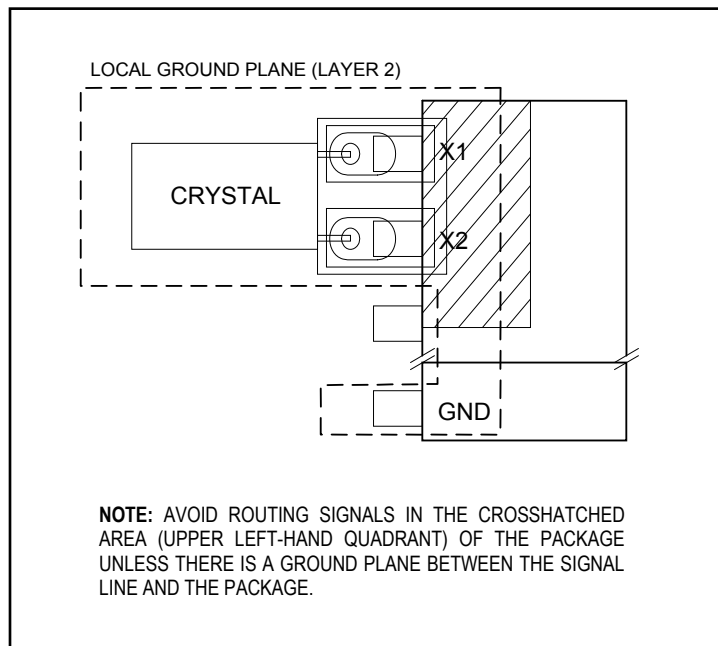 LOCAL GROUND PLANE (LAYER 2)
X1
CRYSTAL
X2
GND
NOTE: AVOID ROUTING SIGNALS IN THE CROSSHATCHED
AREA (UPPER LEFT-HAND QUADRANT) OF THE PACKAGE
UNLESS THERE IS A GROUND PLANE BETWEEN THE SIGNAL
LINE AND THE PACKAGE.